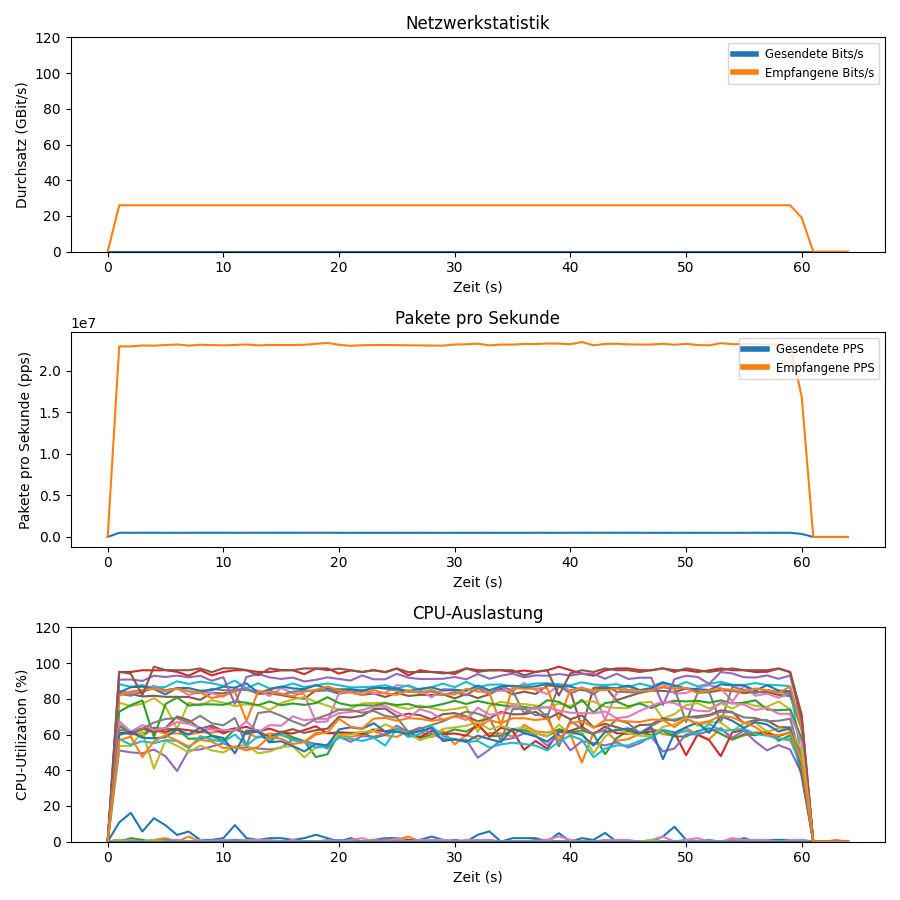 Netzwerkstatistik
120
100
80
60
40
20
0
Durchsatz (GBit/s)
Gesendete Bits/s
Empfangene Bits/s
0 10 20 30 40 50 60
Zeit (s)
Pakete pro Sekunde
1e7
2.0
1.5
1.0
0.5
0.0
Pakete pro Sekunde (pps)
Gesendete PPS
Empfangene PPS
0 10 20 30 40 50 60
Zeit (s)
CPU-Auslastung
120
100
80
60
40
20
0
CPU-Utilization (%)
0 10 20 30 40 50 60
Zeit (s)